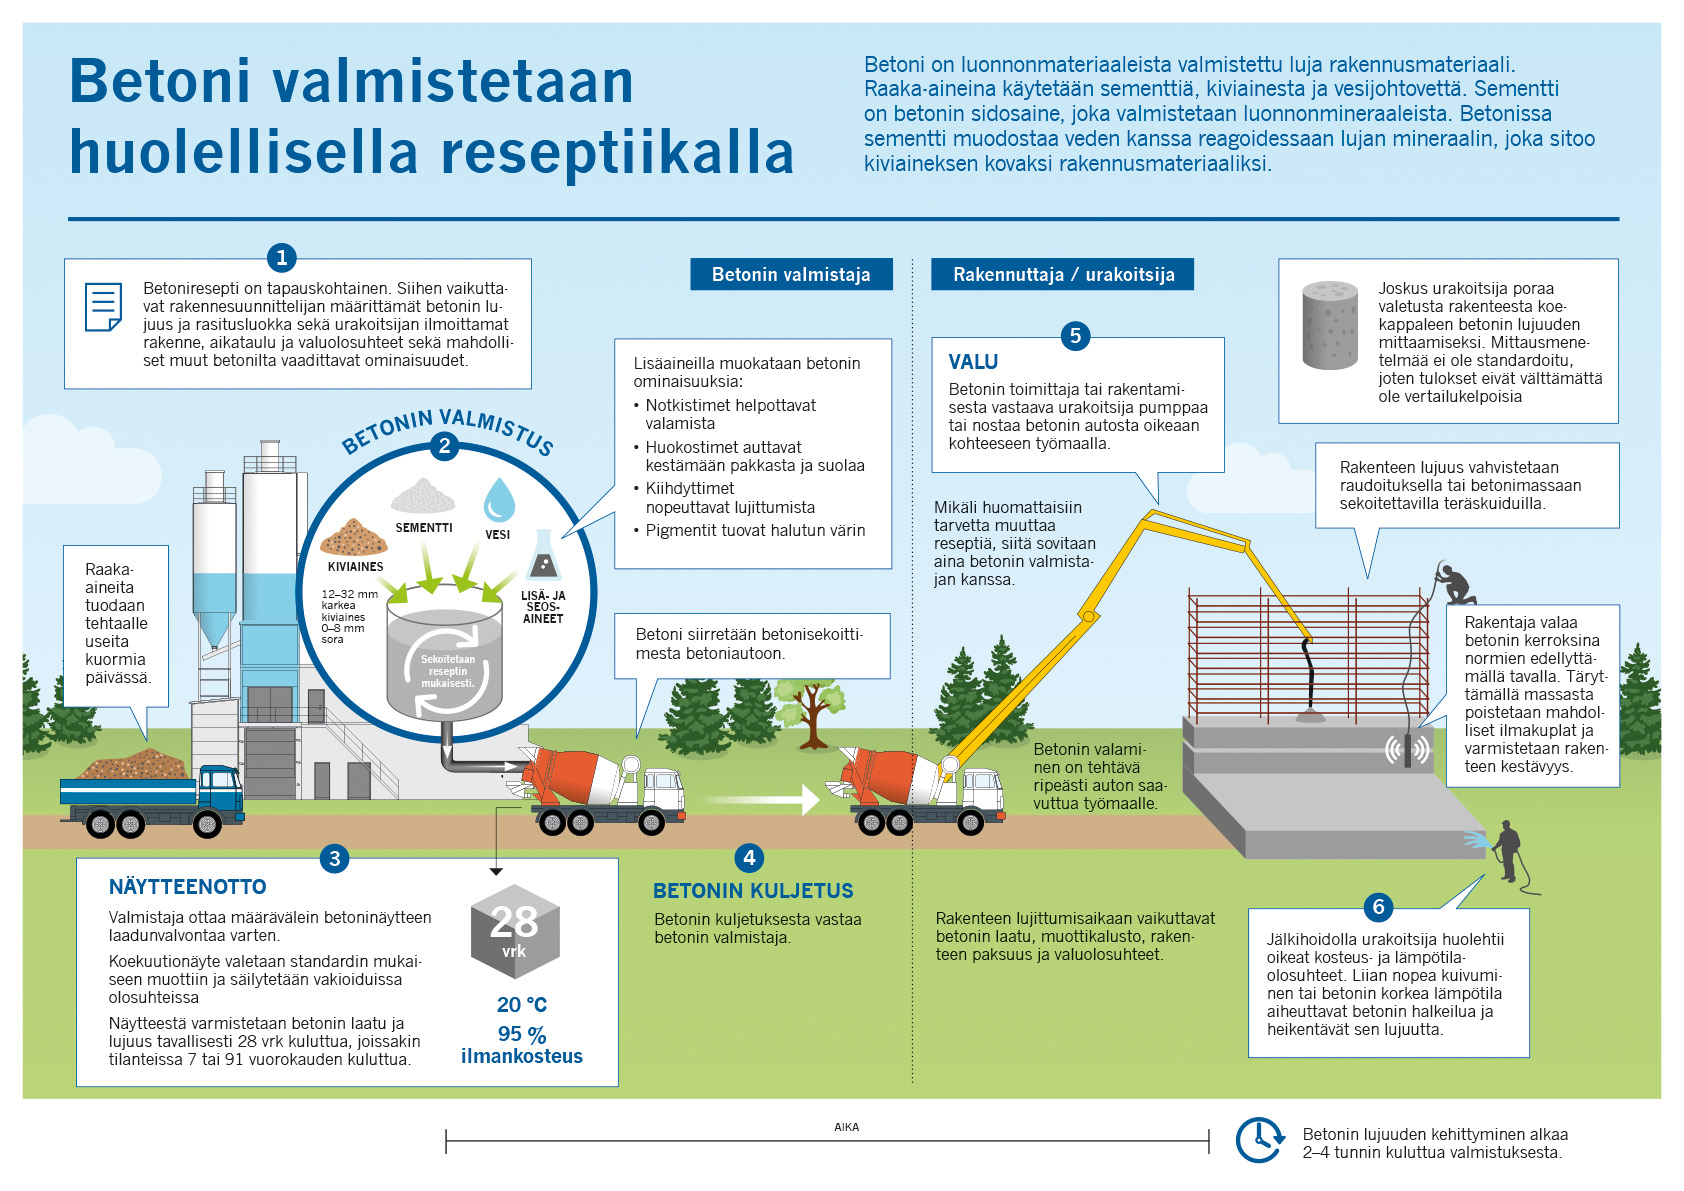 Betoni valmistetaan
huolellisella reseptiikalla
Betoni on luonnonmateriaaleista valmistettu luja rakennusmateriaali.
Raaka-aineina käytetään sementtiä, kiviainesta ja vesijohtovettä. Sementti
on betonin sidosaine, joka valmistetaan luonnonmineraaleista. Betonissa
sementti muodostaa veden kanssa reagoidessaan lujan mineraalin, joka sitoo
kiviaineksen kovaksi rakennusmateriaaliksi.
1
Betoniresepti on tapauskohtainen. Siihen vaikutta-
vat rakennesuunnittelijan määrittämät betonin lu-
juus ja rasitusluokka sekä urakoitsijan ilmoittamat
rakenne, aikataulu ja valuolosuhteet sekä mahdolli-
set muut betonilta vaadittavat ominaisuudet.
Betonin valmistaja
Rakennuttaja / urakoitsija
Raaka-
aineita
tuodaan
tehtaalle
useita
kuormia
päivässä.
BETONIN VALMISTUS
2
SEMENTTI
VESI
KIVIAINES
12–32 mm
karkea
kiviaines
0–8 mm
sora
LISÄ- JA
SEOS-
AINEET
Sekoitetaan
reseptin
mukaisesti.
Lisäaineilla muokataan betonin
ominaisuuksia:
• Notkistimet helpottavat
valamista
• Huokostimet auttavat
kestämään pakkasta ja suolaa
• Kiihdyttimet
nopeuttavat lujittumista
• Pigmentit tuovat halutun värin
Betoni siirretään betonisekoitti-
mesta betoniautoon.
3
NÄYTTEENOTTO
Valmistaja ottaa määrävälein betoninäytteen
laadunvalvontaa varten.
Koekuutionäyte valetaan standardin mukai-
seen muottiin ja säilytetään vakioiduissa
olosuhteissa
Näytteestä varmistetaan betonin laatu ja
lujuus tavallisesti 28 vrk kuluttua, joissakin
tilanteissa 7 tai 91 vuorokauden kuluttua.
28
vrk
20 °C
95 %
ilmankosteus
4
BETONIN KULJETUS
Betonin kuljetuksesta vastaa
betonin valmistaja.
5
VALU
Betonin toimittaja tai rakentami-
sesta vastaava urakoitsija pumppaa
tai nostaa betonin autosta oikeaan
kohteeseen työmaalla.
Mikäli huomattaisiin
tarvetta muuttaa
reseptiä, siitä sovitaan
aina betonin valmista-
jan kanssa.
Betonin valami-
nen on tehtävä
ripeästi auton saa-
vuttua työmaalle.
Rakenteen lujittumisaikaan vaikuttavat
betonin laatu, muottikalusto, raken-
teen paksuus ja valuolosuhteet.
Joskus urakoitsija poraa
valetusta rakenteesta koe-
kappaleen betonin lujuuden
mittaamiseksi. Mittausmene-
telmää ei ole standardoitu,
joten tulokset eivät välttämättä
ole vertailukelpoisia
Rakenteen lujuus vahvistetaan
raudoituksella tai betonimassaan
sekoitettavilla teräskuiduilla.
Rakentaja valaa
betonin kerroksina
normien edellyttä-
mällä tavalla. Täryt-
tämällä massasta
poistetaan mahdol-
liset ilmakuplat ja
varmistetaan raken-
teen kestävyys.
6
Jälkihoidolla urakoitsija huolehtii
oikeat kosteus- ja lämpötila-
olosuhteet. Liian nopea kuivumi-
nen tai betonin korkea lämpötila
aiheuttavat betonin halkeilua ja
heikentävät sen lujuutta.
AIKA
Betonin lujuuden kehittyminen alkaa
2–4 tunnin kuluttua valmistuksesta.